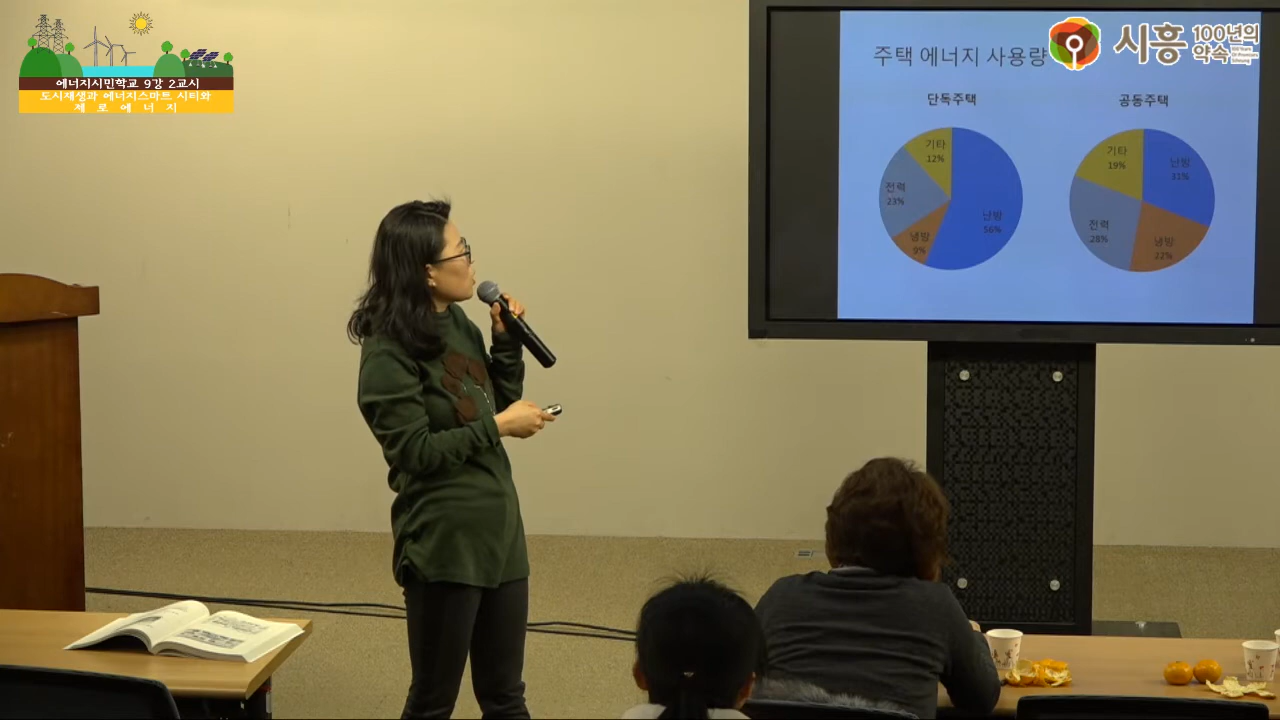 에너지시민학교 9강 2교시
도시재생과 에너지스마트 시티와
제로에너지
시흥 100년의
약속
주택 에너지 사용량
단독주택
공동주택
기타
12%
전력
23%
냉방
9%
난방
56%
기타
19%
난방
31%
전력
28%
냉방
22%